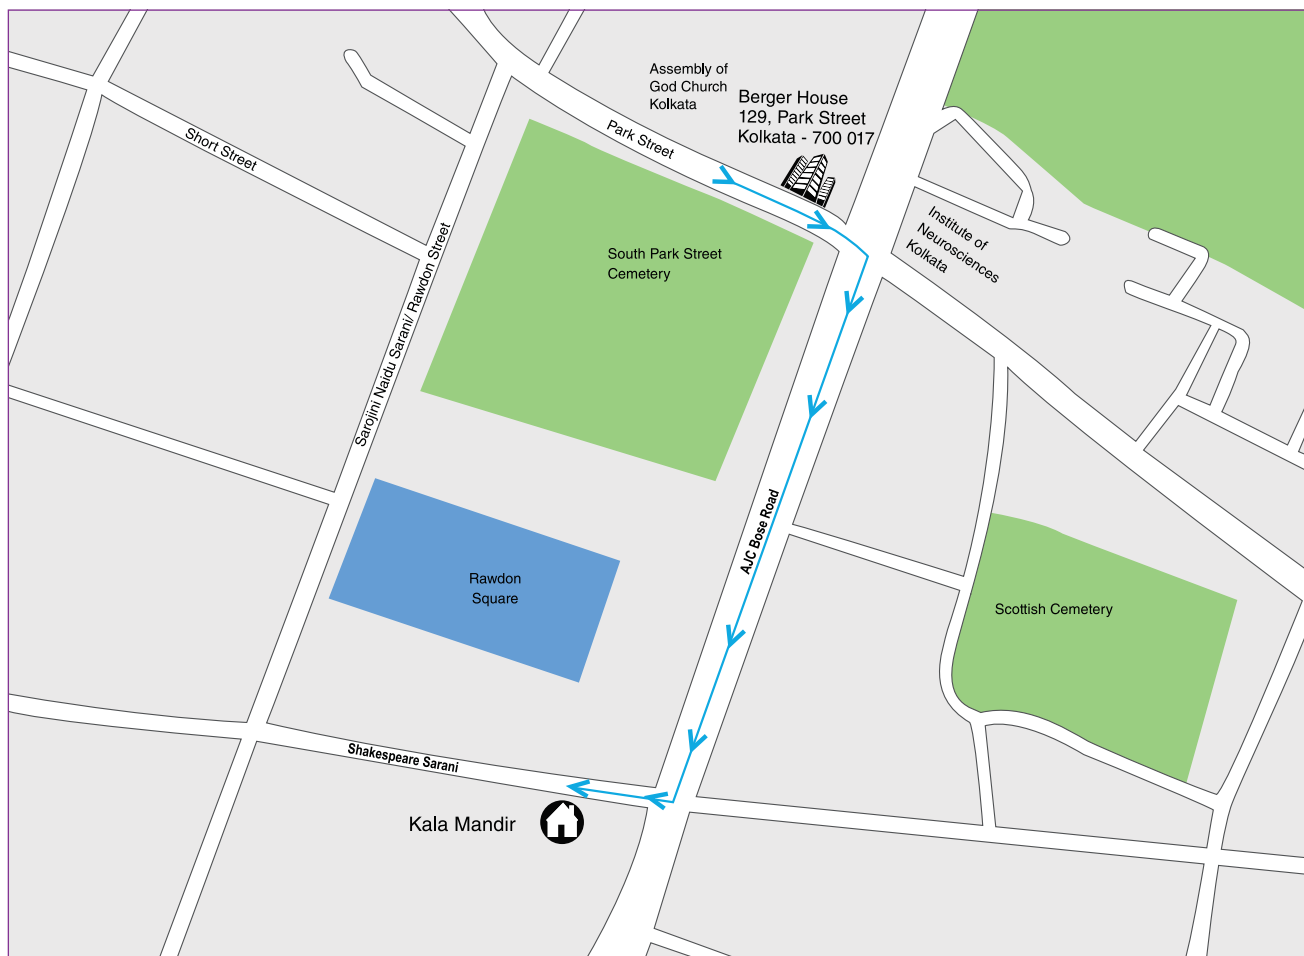 Assembly of
God Church
Kolkata
Berger House
129, Park Street
Kolkata - 700 017
Park Street
Short Street
Institute of
Neurosciences
Kolkata
South Park Street
Cemetery
Sarojini Naidu Sarani/ Rawdon Street
AJC Bose Road
Rawdon
Square
Scottish Cemetery
Shakespeare Sarani
Kala Mandir